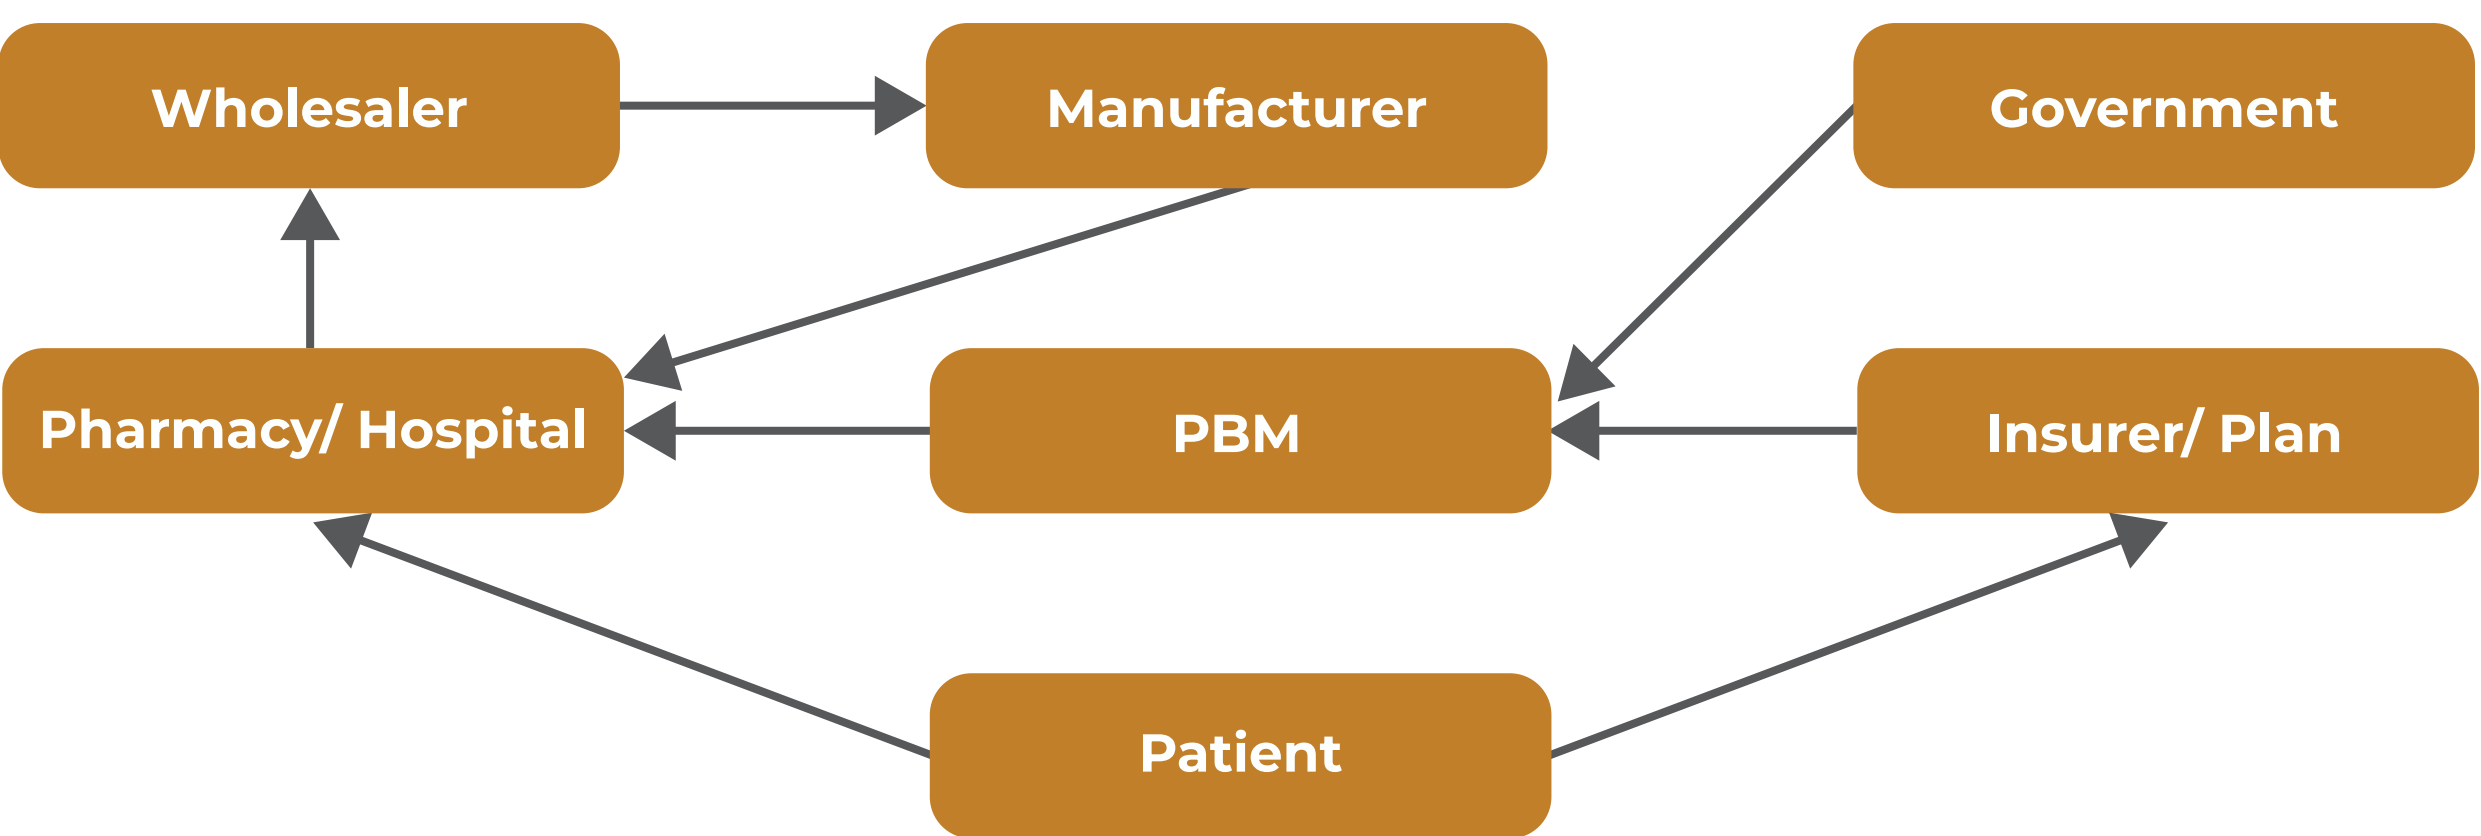 Wholesaler
Manufacturer
Government
Pharmacy/ Hospital
PBM
Insurer/ Plan
Patient